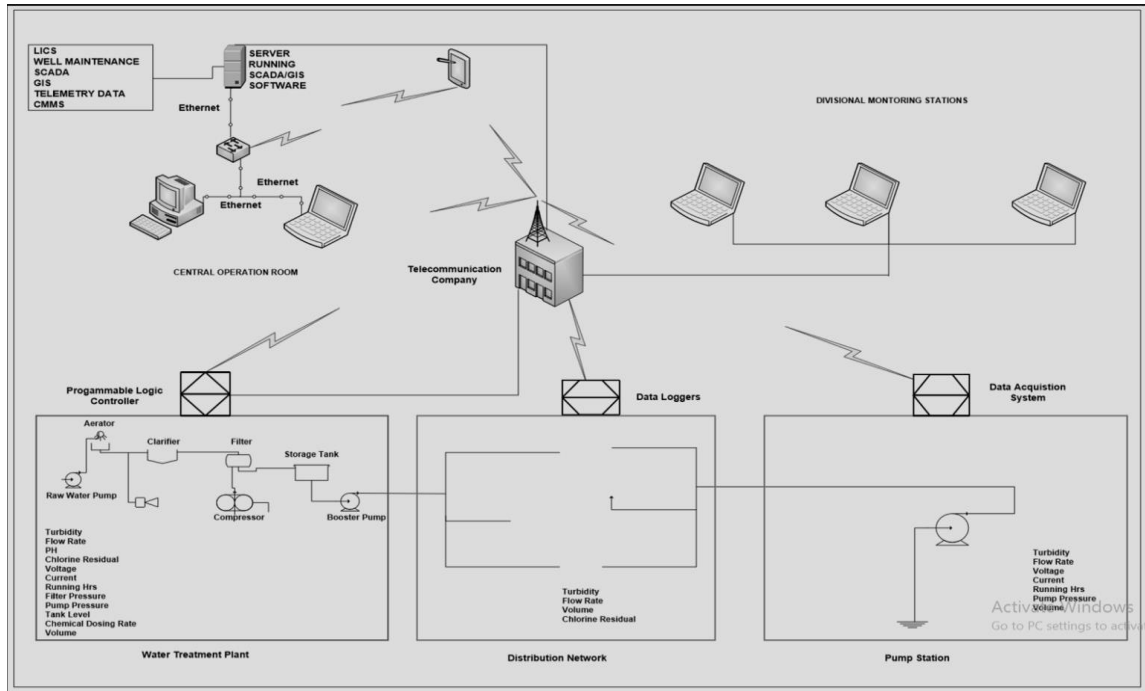 LICS
WELL MAINTENANCE
SCADA
GIS
TELEMETRY DATA
CMMS
SERVER
RUNNING
SCADA/GIS
SOFTWARE
Ethernet
Ethernet
Ethernet
CENTRAL OPERATION ROOM
DIVISIONAL MONTORING STATIONS
Telecommunication
Company
Progammable Logic
Controller
Data Loggers
Data Acquistion
System
Aerator
Clarifier
Filter
Storage Tank
Raw Water Pump
Compressor
Booster Pump
Turbidity
Flow Rate
PH
Chlorine Residual
Voltage
Current
Running Hrs
Filter Pressure
Pump Pressure
Tank Level
Chemical Dosing Rate
Volume
Turbidity
Flow Rate
Volume
Chlorine Residual
Turbidity
Flow Rate
Voltage
Current
Running Hrs
Pump Pressure
Volume
Activate Windows
Go to PC settings to activat
Water Treatment Plant
Distribution Network
Pump Station